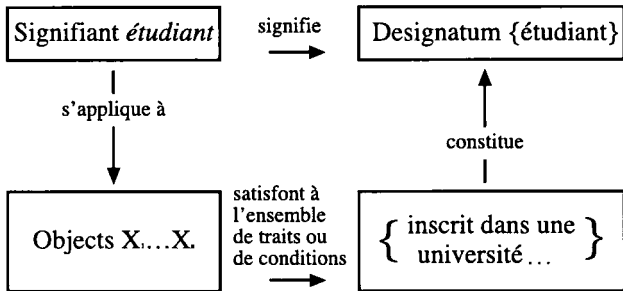 Signifiant étudiant
signifie
Designatum {étudiant}
s’applique à
constitue
Objects X₁…X.
satisfont à
l’ensemble
de traits ou
de conditions
{ inscrit dans une
université … }